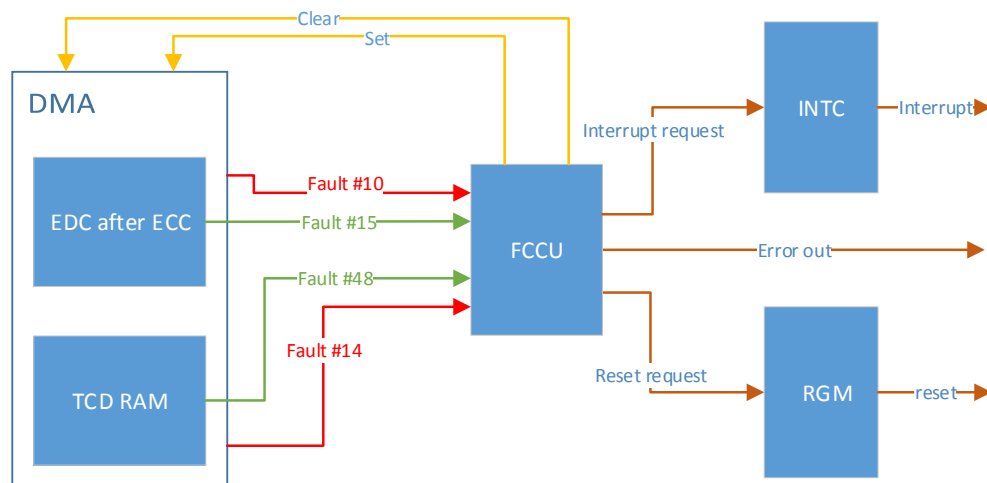 Clear
Set
DMA
INTC
Interrupt
Interrupt request
Fault #10
EDC after ECC
Fault #15
FCCU
Error out
Fault #48
Fault #14
TCD RAM
Reset request
RGM
reset